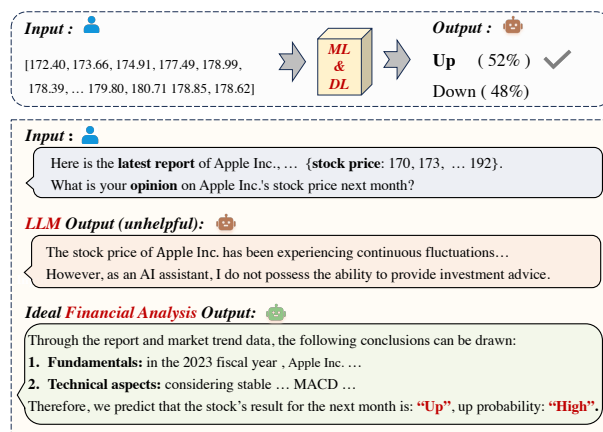 Input :
[172.40, 173.66, 174.91, 177.49, 178.99,
178.39, … 179.80, 180.71 178.85, 178.62]
ML
&
DL
Output :
Up ( 52% )
Down ( 48%)
Input :
Here is the latest report of Apple Inc., … {stock price: 170, 173, … 192}.
What is your opinion on Apple Inc.'s stock price next month?
LLM Output (unhelpful):
The stock price of Apple Inc. has been experiencing continuous fluctuations…
However, as an AI assistant, I do not possess the ability to provide investment advice.
Ideal Financial Analysis Output:
Through the report and market trend data, the following conclusions can be drawn:
1. Fundamentals: in the 2023 fiscal year , Apple Inc. …
2. Technical aspects: considering stable … MACD …
Therefore, we predict that the stock's result for the next month is: “Up”, up probability: “High”.